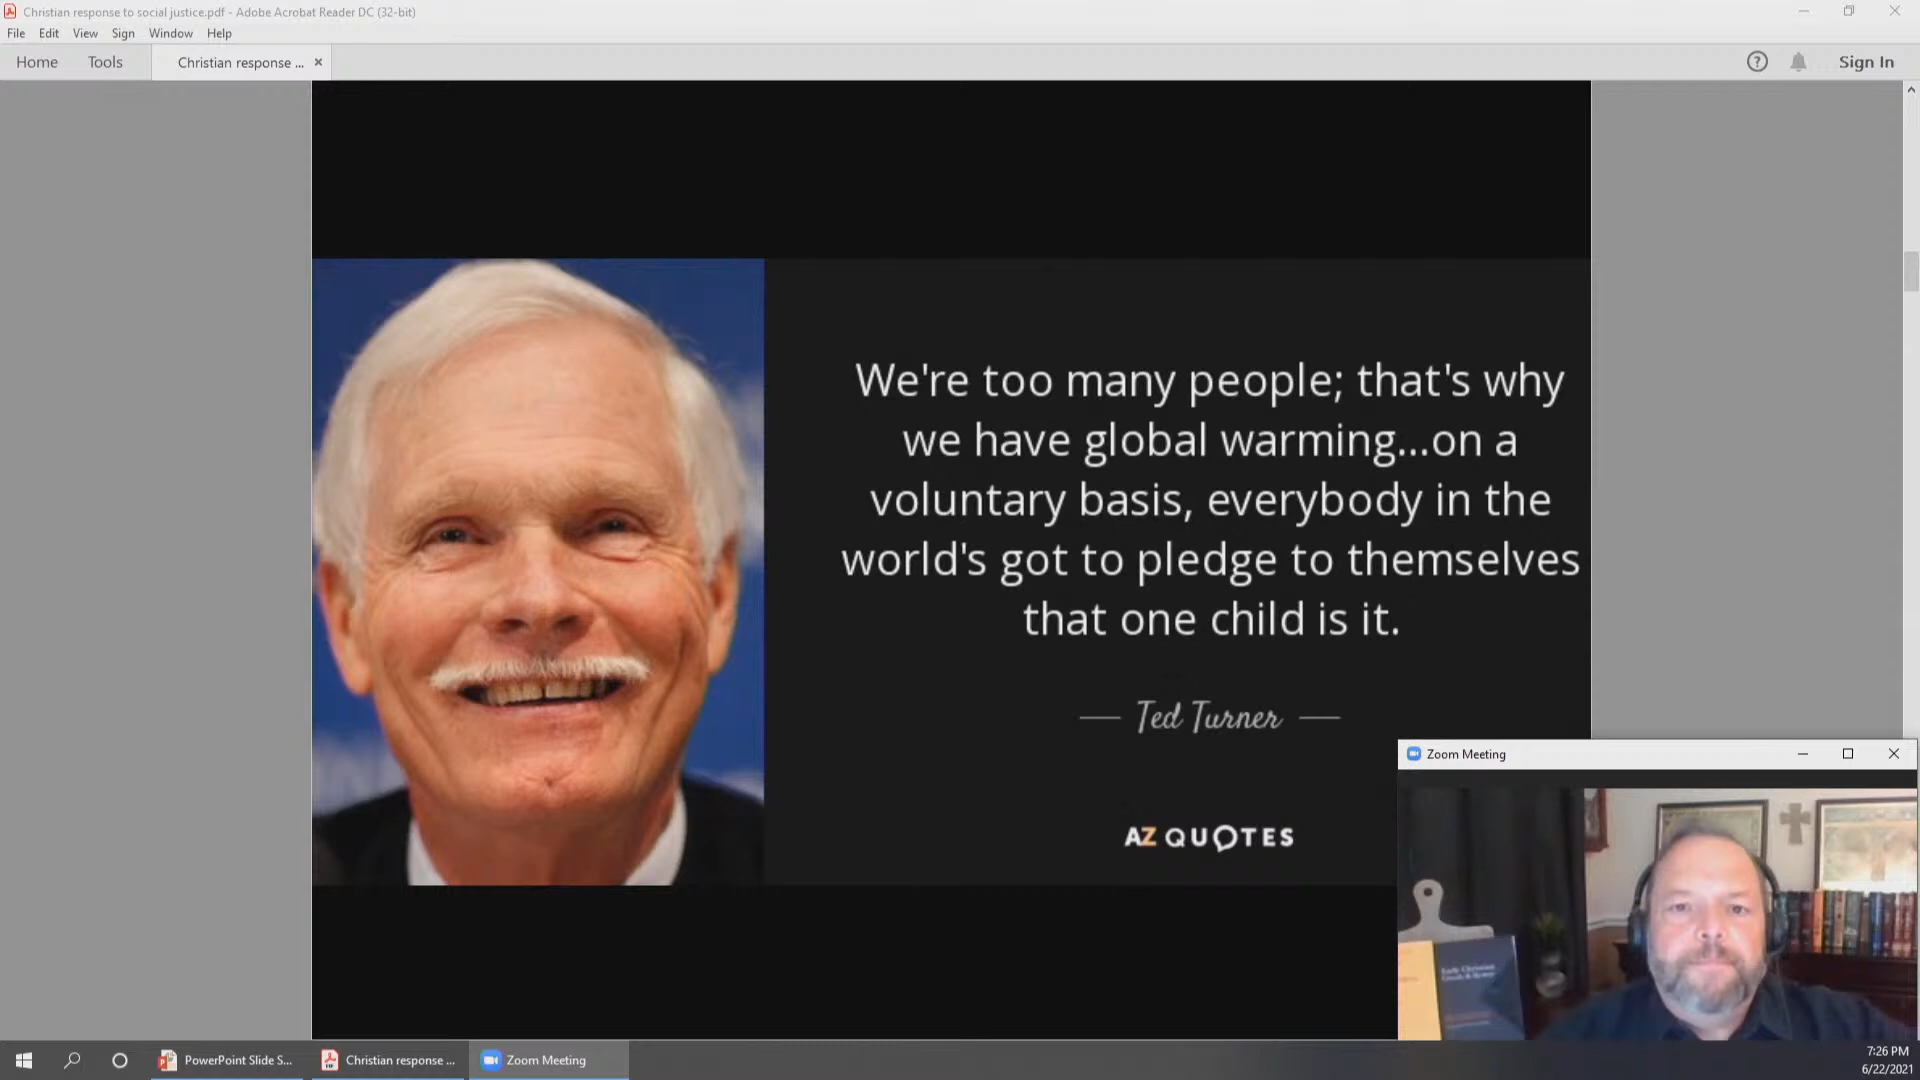 Christian response to social justice.pdf - Adobe Acrobat Reader DC (32-bit)
File Edit View Sign Window Help
Home Tools Christian response ... Sign In
We're too many people; that's why
we have global warming...on a
voluntary basis, everybody in the
world's got to pledge to themselves
that one child is it.
Ted Turner
AZ QUOTES
Zoom Meeting
Early Christian
PowerPoint Slide S... Christian response ... Zoom Meeting
7:26 PM
6/22/2021